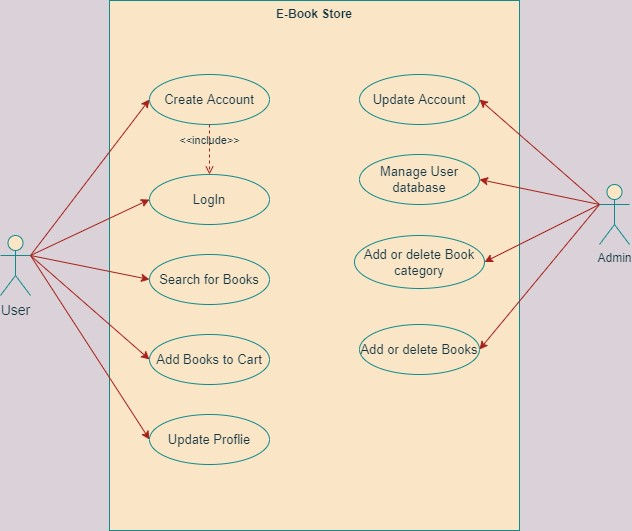 E-Book Store
Create Account
<<include>>
LogIn
Search for Books
Add Books to Cart
Update Proflie
User
Update Account
Manage User
database
Add or delete Book
category
Add or delete Books
Admin